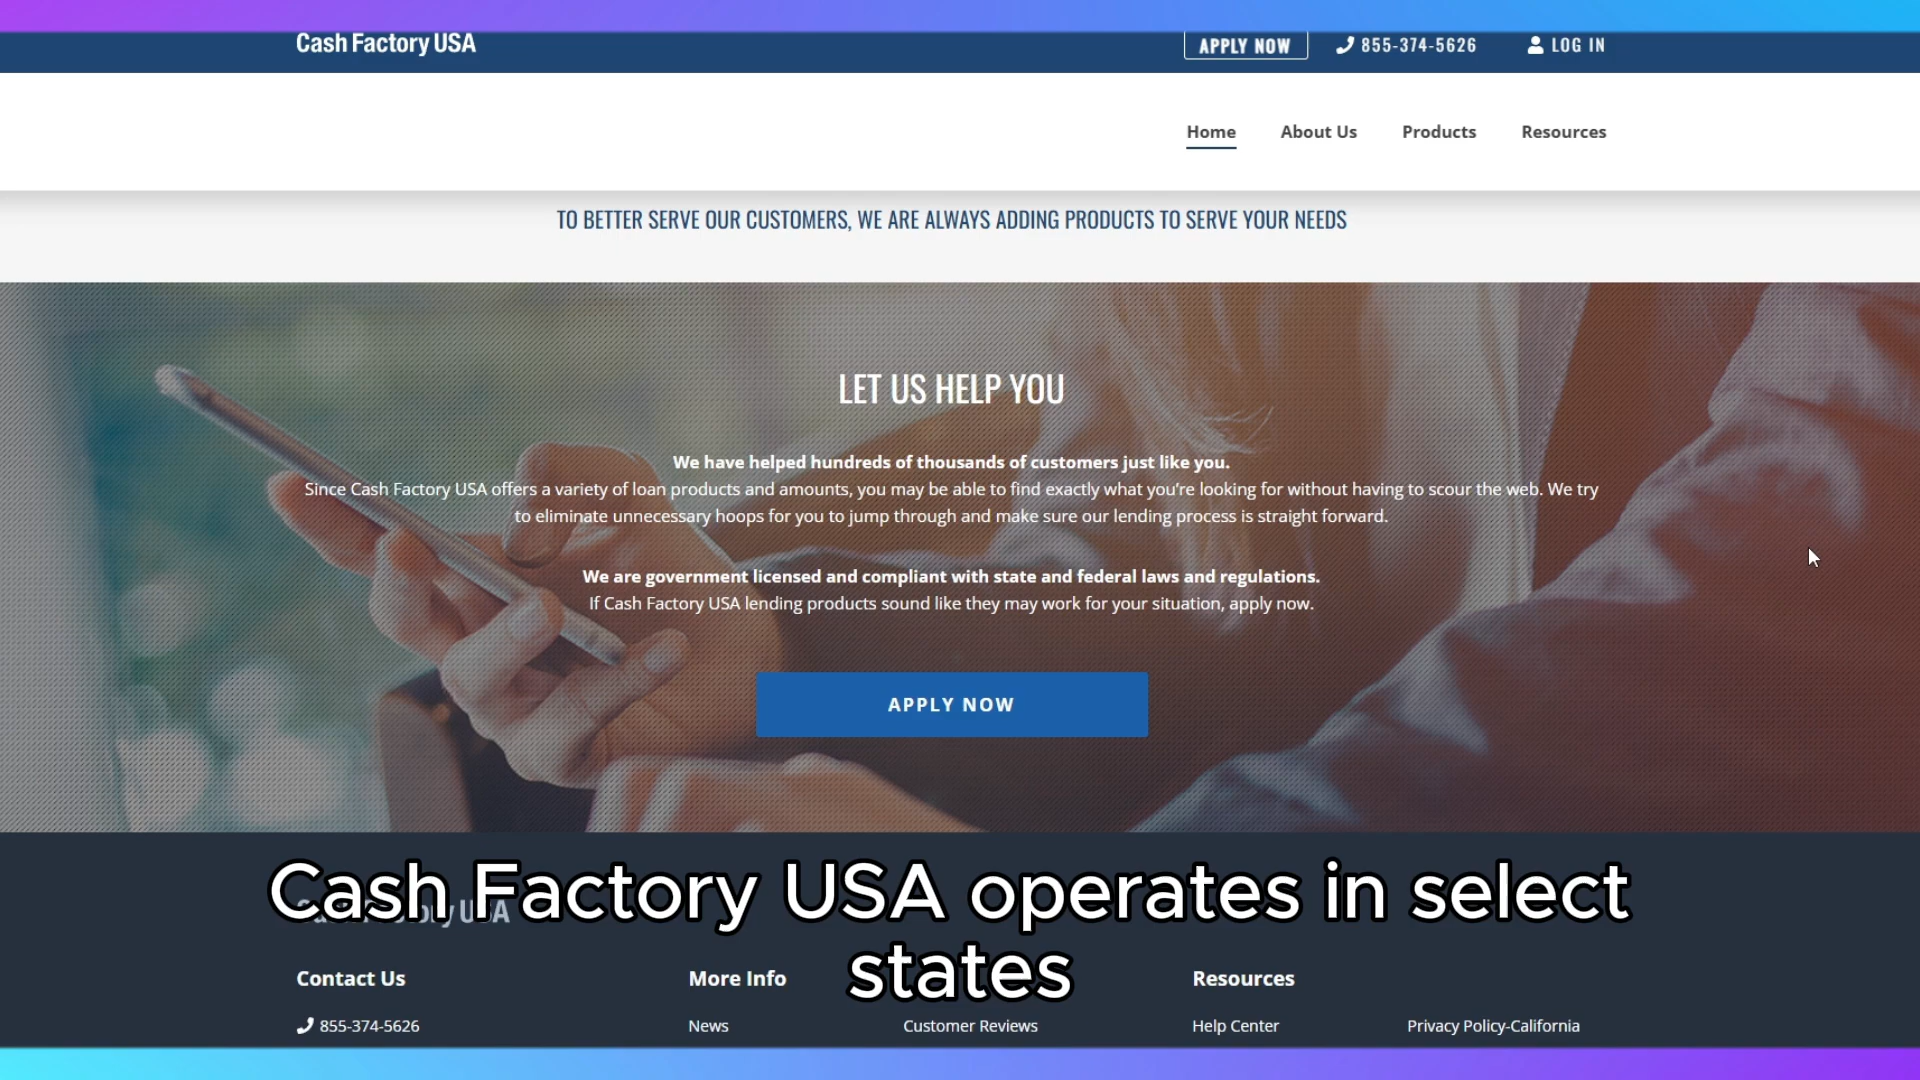 Cash Factory USA
APPLY NOW
855-374-5626
LOG IN
Home
About Us
Products
Resources
TO BETTER SERVE OUR CUSTOMERS, WE ARE ALWAYS ADDING PRODUCTS TO SERVE YOUR NEEDS
LET US HELP YOU
We have helped hundreds of thousands of customers just like you.
Since Cash Factory USA offers a variety of loan products and amounts, you may be able to find exactly what you're looking for without having to scour the web. We try
to eliminate unnecessary hoops for you to jump through and make sure our lending process is straight forward.
We are government licensed and compliant with state and federal laws and regulations.
If Cash Factory USA lending products sound like they may work for your situation, apply now.
APPLY NOW
Cash Factory USA operates in select
states
Cash Factory USA
Contact Us
855-374-5626
More Info
News
Customer Reviews
Resources
Help Center
Privacy Policy-California